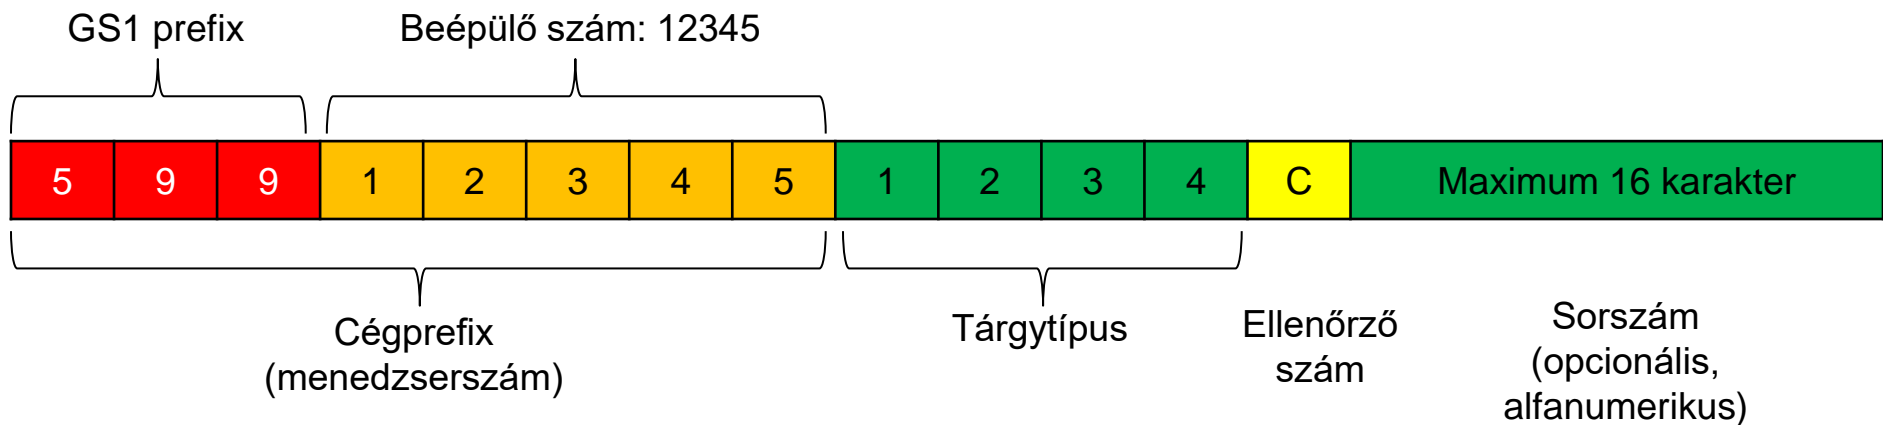 GS1 prefix
Beépülő szám: 12345
5 9 9 1 2 3 4 5 1 2 3 4 C Maximum 16 karakter
Cégprefix
(menedzserszám)
Tárgytípus
Ellenőrző
szám
Sorszám
(opcionális,
alfanumerikus)